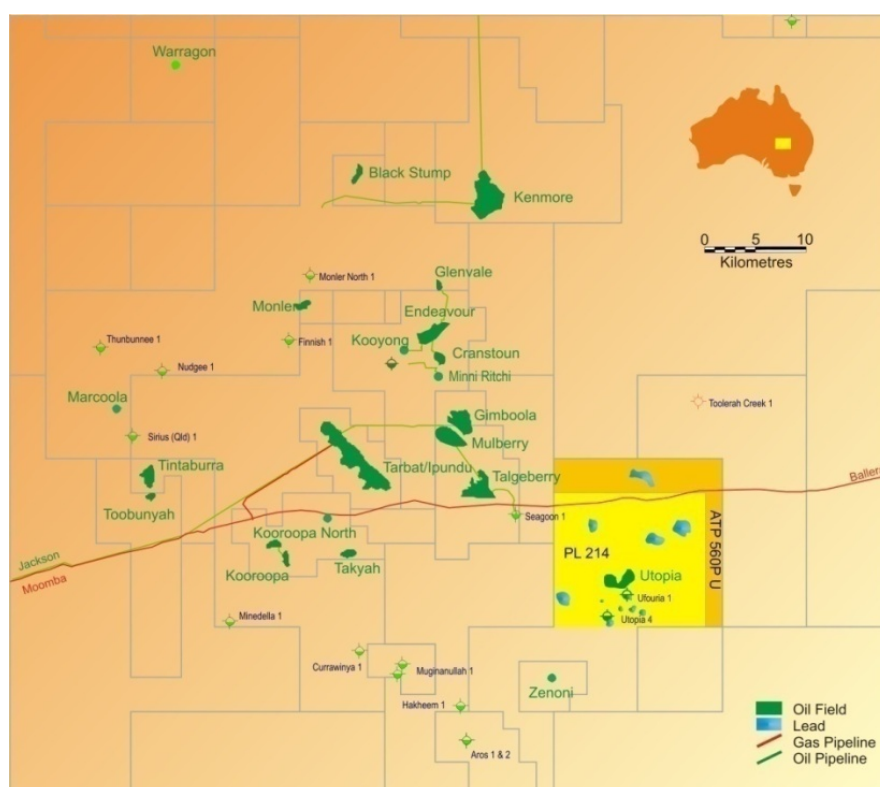 Warragon
Black Stump
Kenmore
0 5 10
Kilometres
Monler North 1
Glenvale
Monler
Endeavour
Thunbunnee 1
Finnish 1
Kooyong
Nudgee 1
Cranstoun
Minni Ritchi
Marcoola
Toolerah Creek 1
Gimboola
Sirius (Qld) 1
Mulberry
Tintaburra
Tarbat/Ipundu
Talgeberry
Ballera
Toobunyah
Seagoon 1
Kooroopa North
ATP 560P U
PL 214
Jackson
Moomba
Kooroopa
Takyah
Utopia
Ufouria 1
Minedella 1
Utopia 4
Currawinya 1
Muginanullah 1
Zenoni
Hakheem 1
Aros 1 & 2
Oil Field
Lead
Gas Pipeline
Oil Pipeline